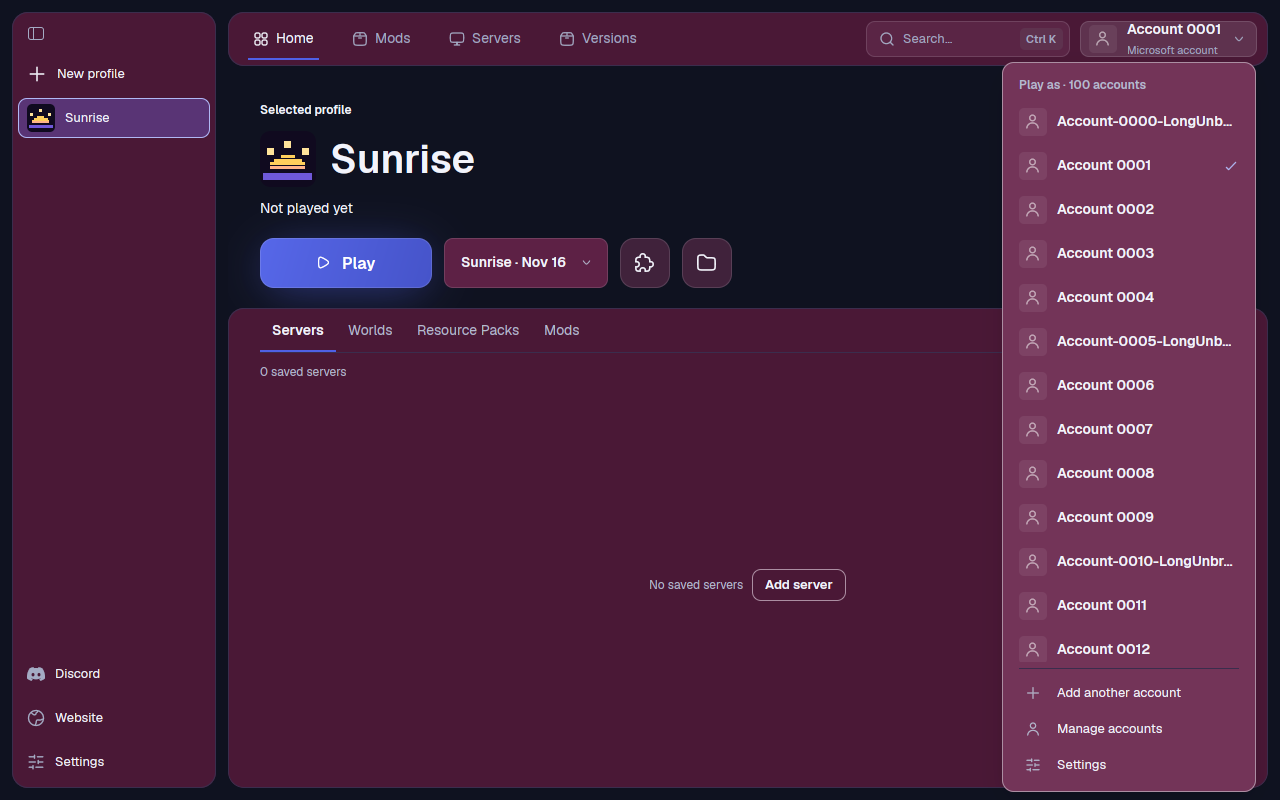 Home
Mods
Servers
Versions
Search...
Ctrl K
Account 0001
Microsoft account
New profile
Sunrise
Selected profile
Sunrise
Not played yet
Play
Sunrise · Nov 16
Servers
Worlds
Resource Packs
Mods
0 saved servers
No saved servers
Add server
Play as · 100 accounts
Account-0000-LongUnb...
Account 0001
Account 0002
Account 0003
Account 0004
Account-0005-LongUnb...
Account 0006
Account 0007
Account 0008
Account 0009
Account-0010-LongUnbr...
Account 0011
Account 0012
Add another account
Manage accounts
Settings
Discord
Website
Settings